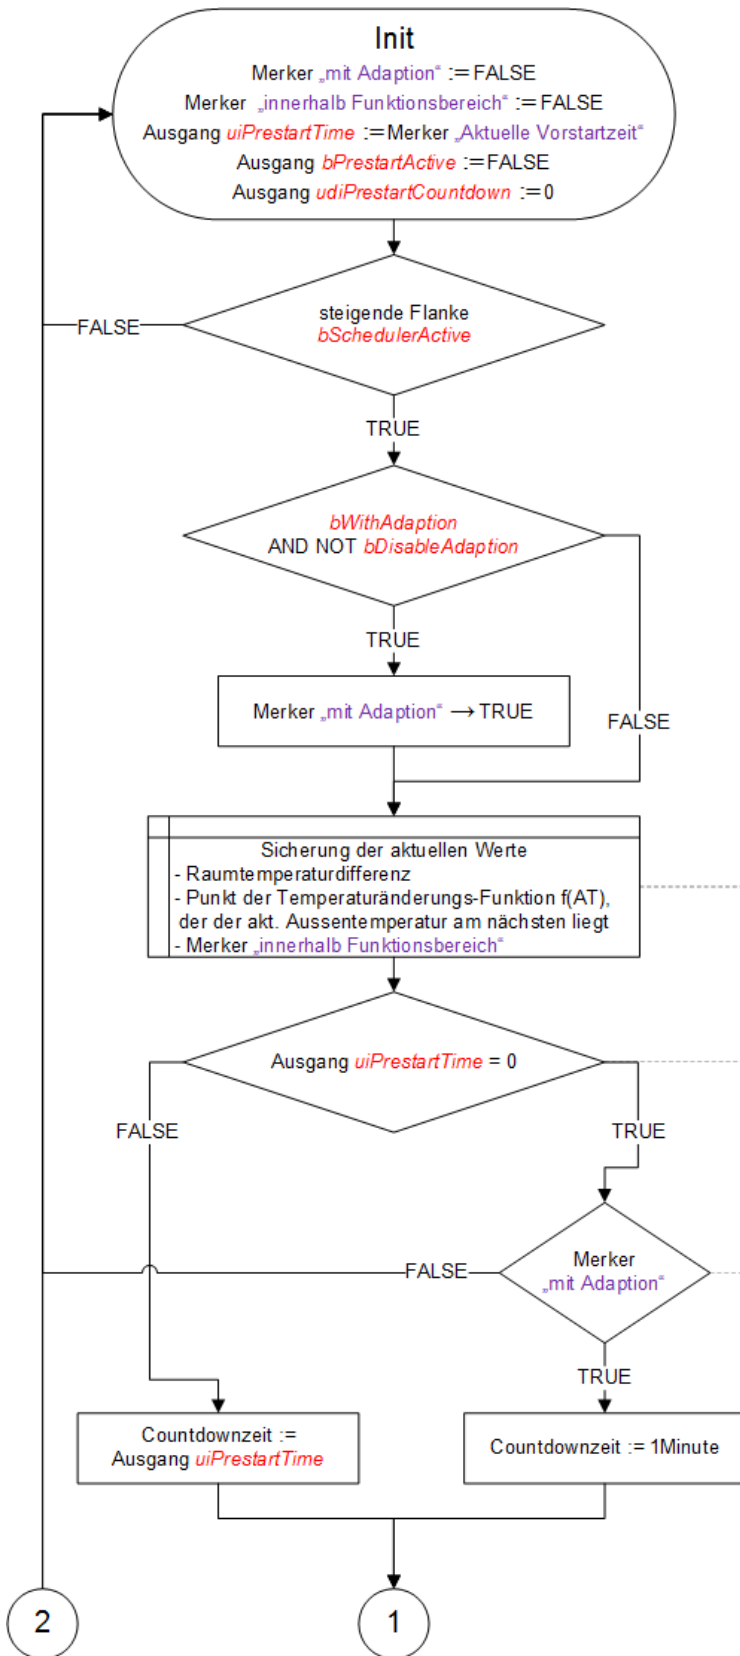 Init
Merker „mit Adaption“ :=FALSE
Merker „innerhalb Funktionsbereich“ :=FALSE
Ausgang uiPrestartTime :=Merker „Aktuelle Vorstartzeit“
Ausgang bPrestartActive :=FALSE
Ausgang udiPrestartCountdown :=0
steigende Flanke
bSchedulerActive
FALSE
TRUE
bWithAdaption
AND NOT bDisableAdaption
TRUE
Merker „mit Adaption“ → TRUE
FALSE
Sicherung der aktuellen Werte
- Raumtemperaturdifferenz
- Punkt der Temperaturänderungs-Funktion f(AT),
der der akt. Aussentemperatur am nächsten liegt
- Merker „innerhalb Funktionsbereich“
Ausgang uiPrestartTime = 0
FALSE
TRUE
Merker
„mit Adaption“
FALSE
TRUE
Countdownzeit :=
Ausgang uiPrestartTime
Countdownzeit := 1Minute
2
1